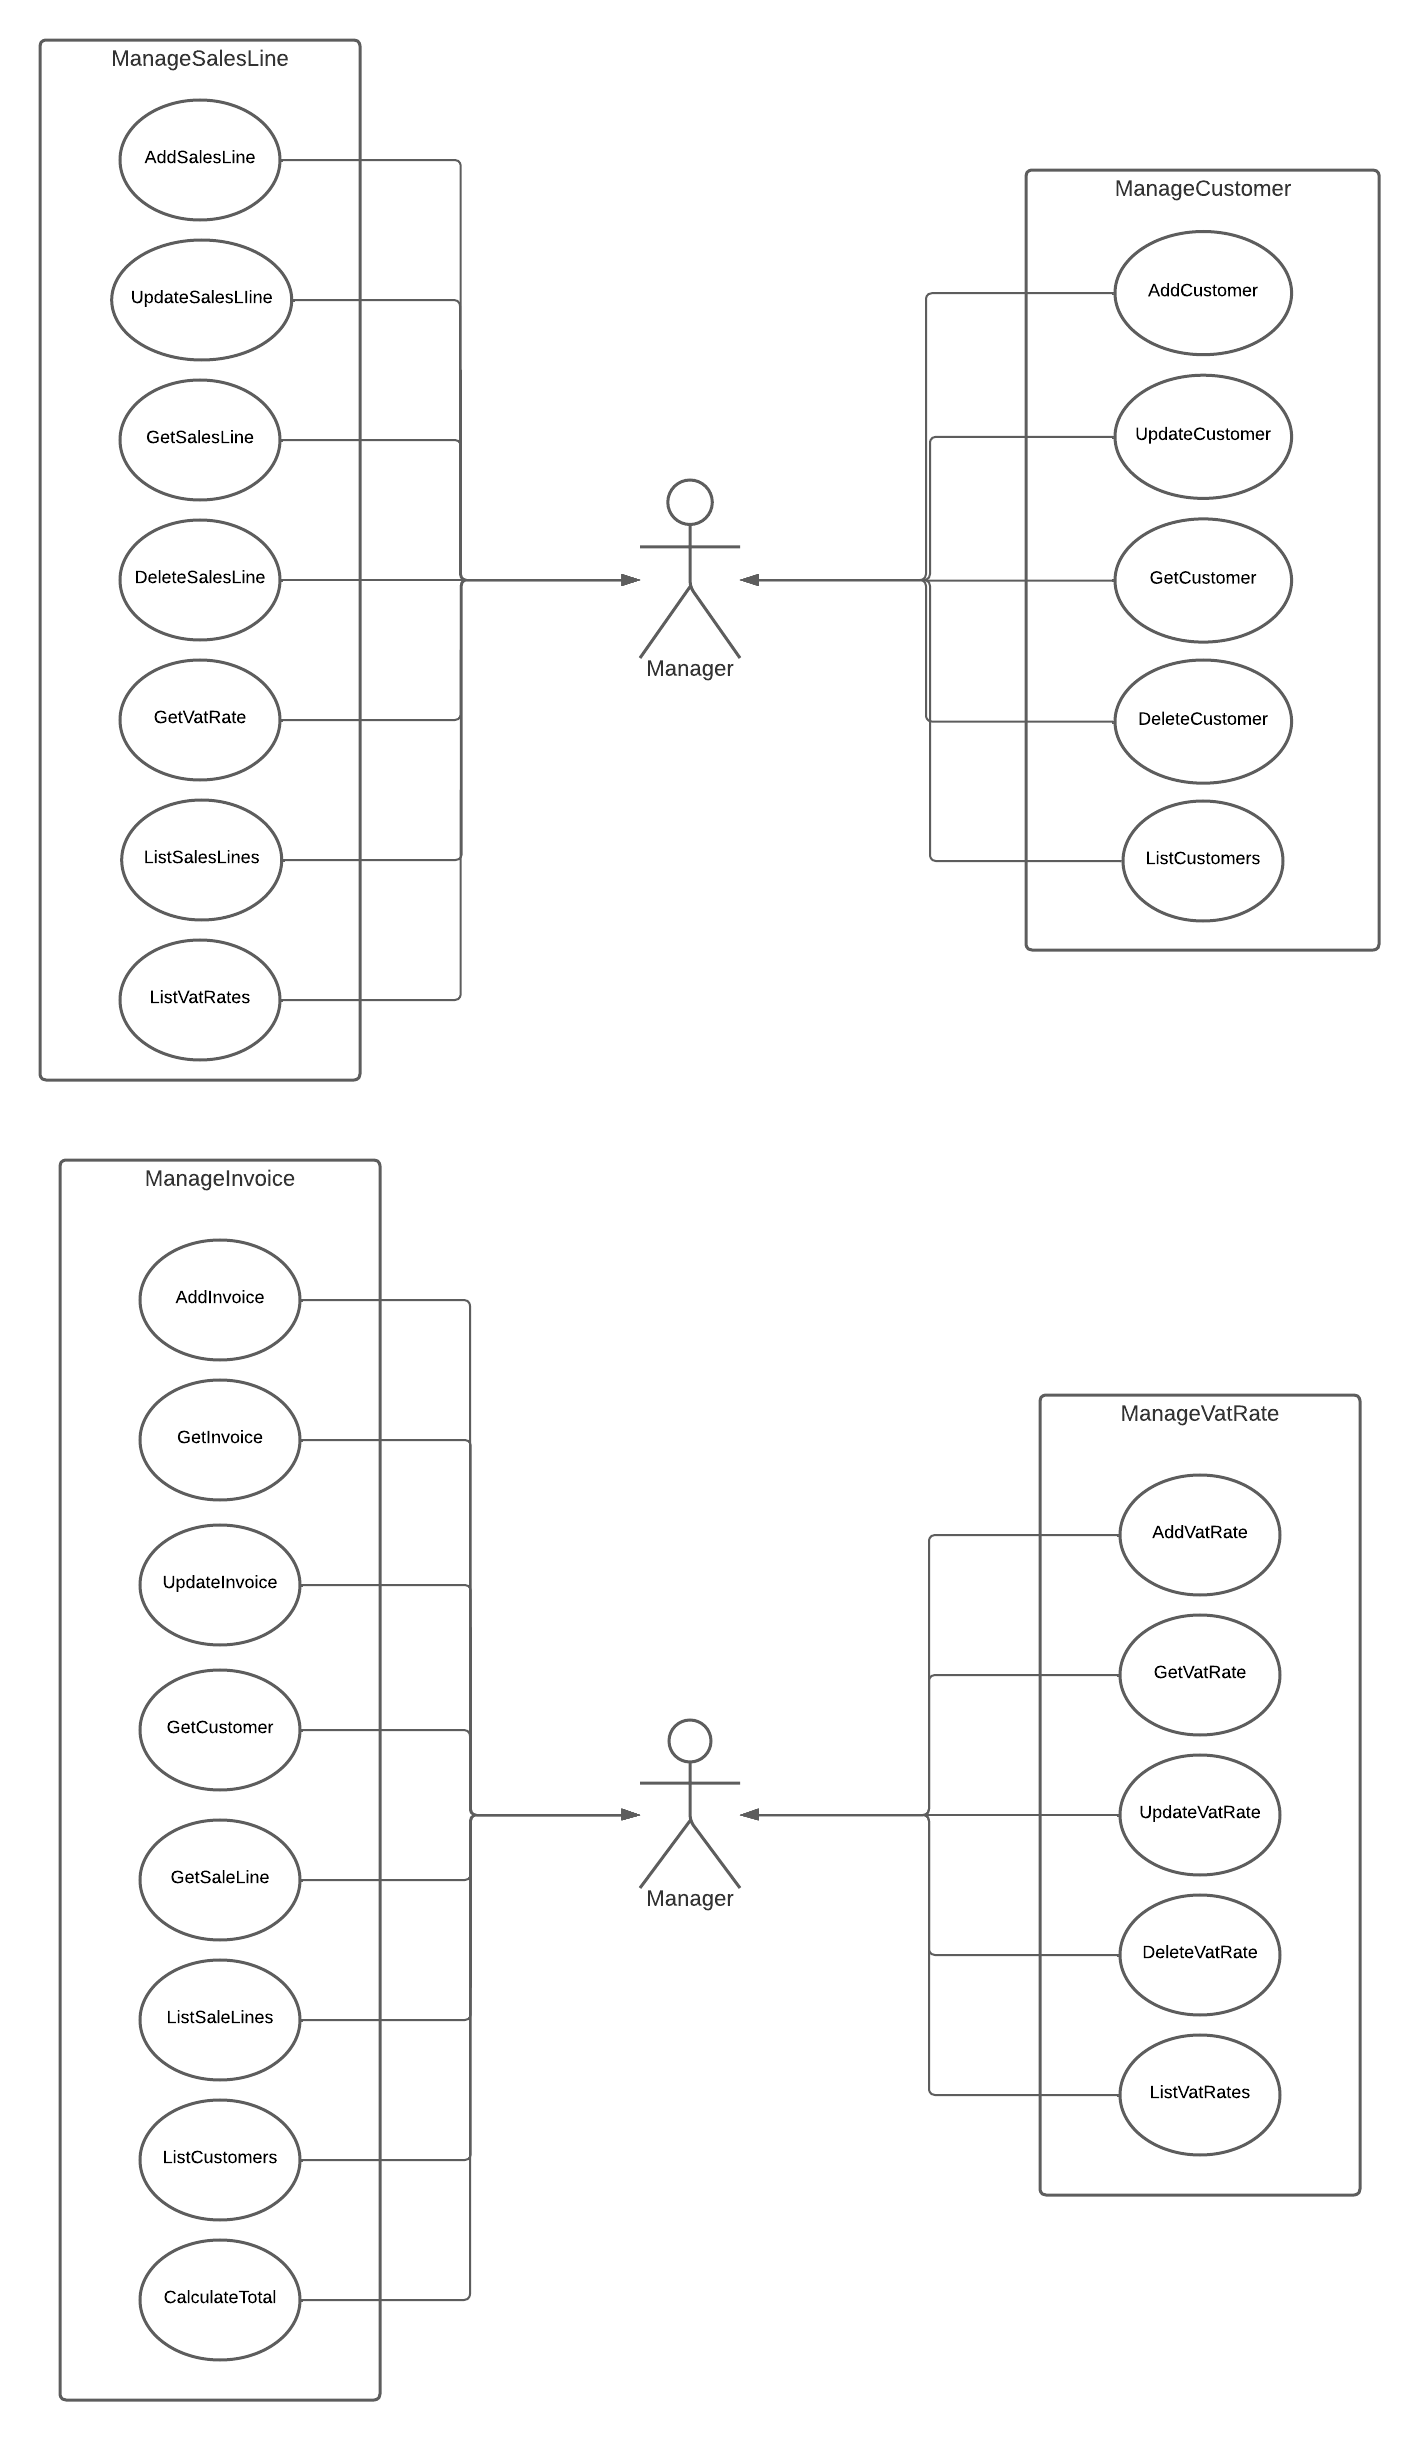 ManageSalesLine
AddSalesLine
UpdateSalesLIine
GetSalesLine
DeleteSalesLine
GetVatRate
ListSalesLines
ListVatRates
Manager
ManageCustomer
AddCustomer
UpdateCustomer
GetCustomer
DeleteCustomer
ListCustomers
ManageInvoice
AddInvoice
GetInvoice
UpdateInvoice
GetCustomer
GetSaleLine
ListSaleLines
ListCustomers
CalculateTotal
Manager
ManageVatRate
AddVatRate
GetVatRate
UpdateVatRate
DeleteVatRate
ListVatRates